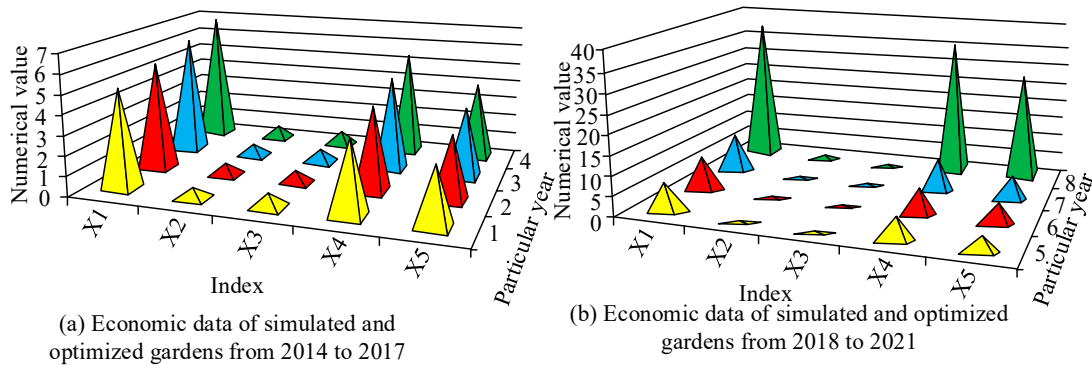 Numerical value
7
6
5
4
3
2
1
0
X1
X2
X3
X4
X5
Index
1
2
3
4
Particular year
(a) Economic data of simulated and
optimized gardens from 2014 to 2017
Numerical value
40
35
30
25
20
15
10
5
0
X1
X2
X3
X4
X5
Index
5
6
7
8
Particular year
(b) Economic data of simulated and optimized
gardens from 2018 to 2021